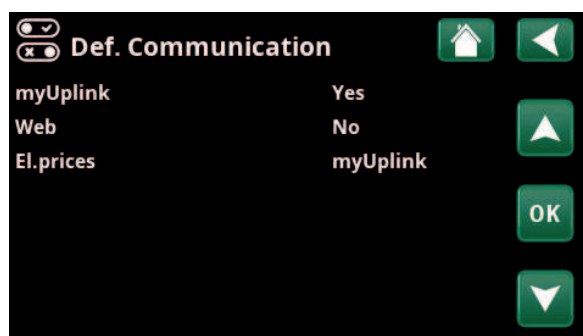 Def. Communication
myUplink Yes
Web No
El.prices myUplink
OK